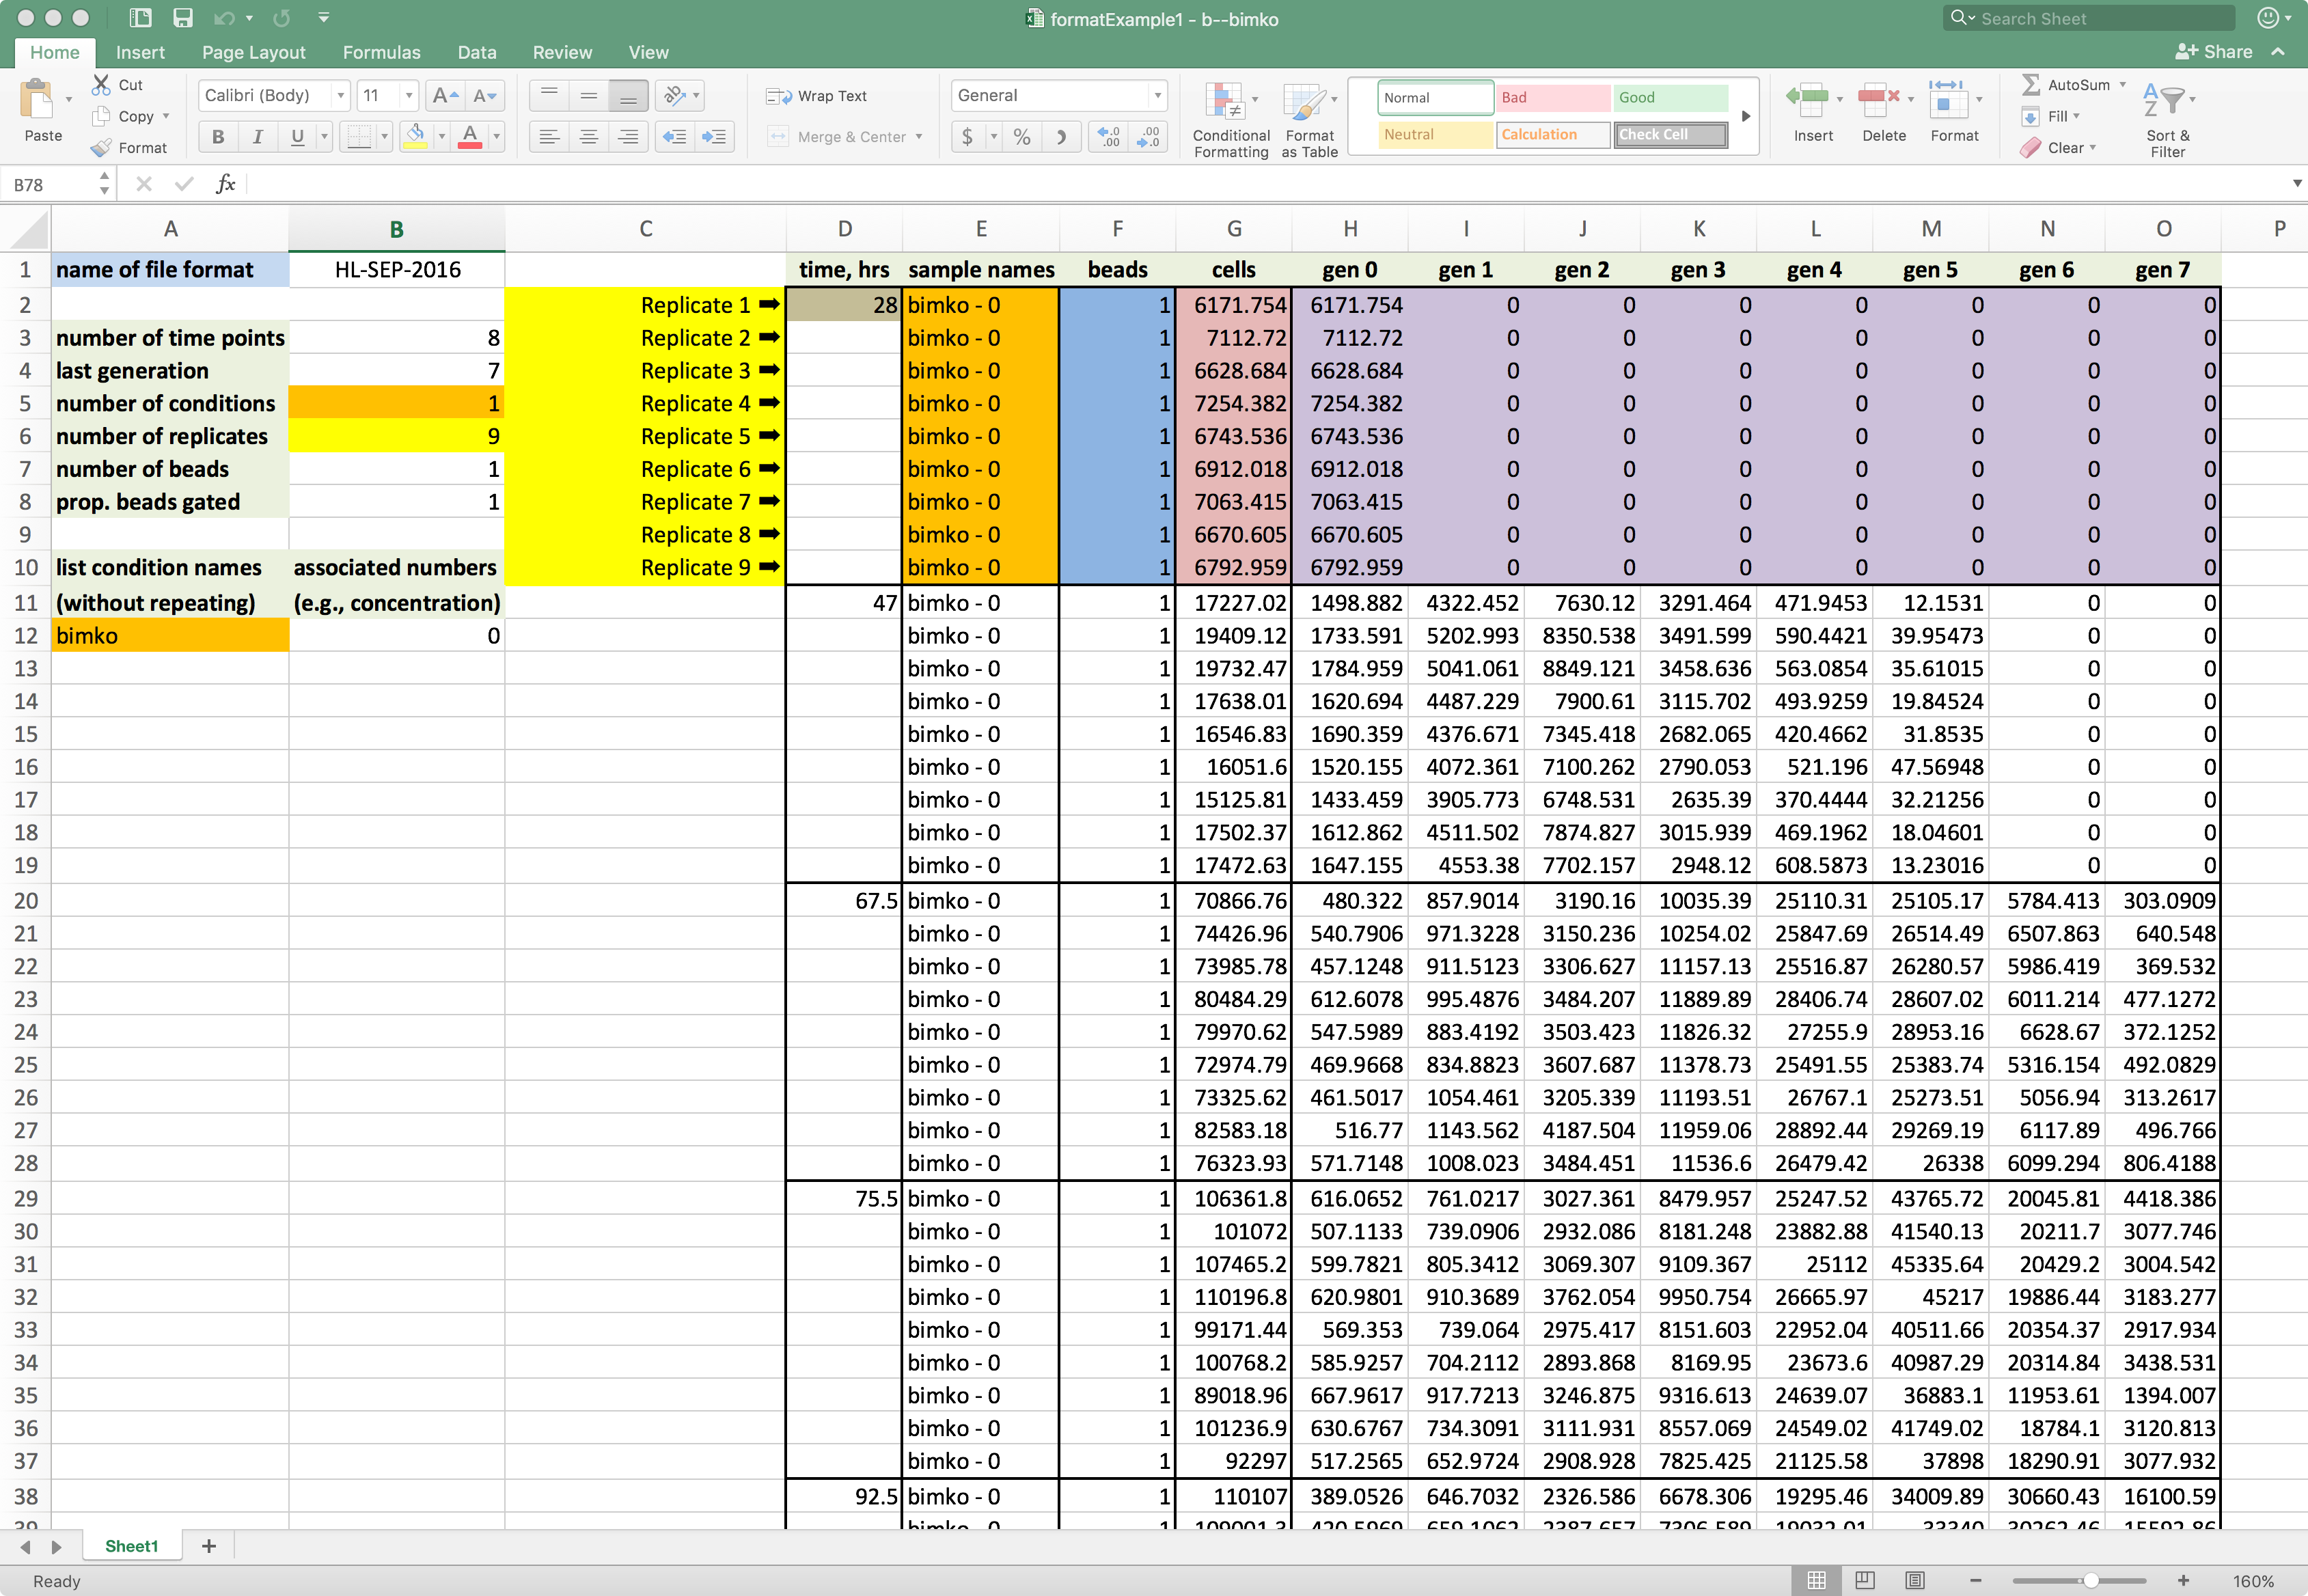 formatExample1 - b--bimko
Search Sheet
Home Insert Page Layout Formulas Data Review View Share
Cut Calibri (Body) 11 A A Wrap Text General Normal Bad Good AutoSum
Copy Fill
Paste Format B I U A Merge & Center $ % .0 .00 .00 .0 Conditional Formatting Format as Table Neutral Calculation Check Cell Insert Delete Format Clear Sort & Filter
B78 fx
A B C D E F G H I J K L M N O P
1 name of file format HL-SEP-2016 time, hrs sample names beads cells gen 0 gen 1 gen 2 gen 3 gen 4 gen 5 gen 6 gen 7
2 Replicate 1 ➡ 28 bimko - 0 1 6171.754 6171.754 0 0 0 0 0 0 0
3 number of time points 8 Replicate 2 ➡ bimko - 0 1 7112.72 7112.72 0 0 0 0 0 0 0
4 last generation 7 Replicate 3 ➡ bimko - 0 1 6628.684 6628.684 0 0 0 0 0 0 0
5 number of conditions 1 Replicate 4 ➡ bimko - 0 1 7254.382 7254.382 0 0 0 0 0 0 0
6 number of replicates 9 Replicate 5 ➡ bimko - 0 1 6743.536 6743.536 0 0 0 0 0 0 0
7 number of beads 1 Replicate 6 ➡ bimko - 0 1 6912.018 6912.018 0 0 0 0 0 0 0
8 prop. beads gated 1 Replicate 7 ➡ bimko - 0 1 7063.415 7063.415 0 0 0 0 0 0 0
9 Replicate 8 ➡ bimko - 0 1 6670.605 6670.605 0 0 0 0 0 0 0
10 list condition names associated numbers Replicate 9 ➡ bimko - 0 1 6792.959 6792.959 0 0 0 0 0 0 0
11 (without repeating) (e.g., concentration) 47 bimko - 0 1 17227.02 1498.882 4322.452 7630.12 3291.464 471.9453 12.1531 0 0
12 bimko 0 bimko - 0 1 19409.12 1733.591 5202.993 8350.538 3491.599 590.4421 39.95473 0 0
13 bimko - 0 1 19732.47 1784.959 5041.061 8849.121 3458.636 563.0854 35.61015 0 0
14 bimko - 0 1 17638.01 1620.694 4487.229 7900.61 3115.702 493.9259 19.84524 0 0
15 bimko - 0 1 16546.83 1690.359 4376.671 7345.418 2682.065 420.4662 31.8535 0 0
16 bimko - 0 1 16051.6 1520.155 4072.361 7100.262 2790.053 521.196 47.56948 0 0
17 bimko - 0 1 15125.81 1433.459 3905.773 6748.531 2635.39 370.4444 32.21256 0 0
18 bimko - 0 1 17502.37 1612.862 4511.502 7874.827 3015.939 469.1962 18.04601 0 0
19 bimko - 0 1 17472.63 1647.155 4553.38 7702.157 2948.12 608.5873 13.23016 0 0
20 67.5 bimko - 0 1 70866.76 480.322 857.9014 3190.16 10035.39 25110.31 25105.17 5784.413 303.0909
21 bimko - 0 1 74426.96 540.7906 971.3228 3150.236 10254.02 25847.69 26514.49 6507.863 640.548
22 bimko - 0 1 73985.78 457.1248 911.5123 3306.627 11157.13 25516.87 26280.57 5986.419 369.532
23 bimko - 0 1 80484.29 612.6078 995.4876 3484.207 11889.89 28406.74 28607.02 6011.214 477.1272
24 bimko - 0 1 79970.62 547.5989 883.4192 3503.423 11826.32 27255.9 28953.16 6628.67 372.1252
25 bimko - 0 1 72974.79 469.9668 834.8823 3607.687 11378.73 25491.55 25383.74 5316.154 492.0829
26 bimko - 0 1 73325.62 461.5017 1054.461 3205.339 11193.51 26767.1 25273.51 5056.94 313.2617
27 bimko - 0 1 82583.18 516.77 1143.562 4187.504 11959.06 28892.44 29269.19 6117.89 496.766
28 bimko - 0 1 76323.93 571.7148 1008.023 3484.451 11536.6 26479.42 26338 6099.294 806.4188
29 75.5 bimko - 0 1 106361.8 616.0652 761.0217 3027.361 8479.957 25247.52 43765.72 20045.81 4418.386
30 bimko - 0 1 101072 507.1133 739.0906 2932.086 8181.248 23882.88 41540.13 20211.7 3077.746
31 bimko - 0 1 107465.2 599.7821 805.3412 3069.307 9109.367 25112 45335.64 20429.2 3004.542
32 bimko - 0 1 110196.8 620.9801 910.3689 3762.054 9950.754 26665.97 45217 19886.44 3183.277
33 bimko - 0 1 99171.44 569.353 739.064 2975.417 8151.603 22952.04 40511.66 20354.37 2917.934
34 bimko - 0 1 100768.2 585.9257 704.2112 2893.868 8169.95 23673.6 40987.29 20314.84 3438.531
35 bimko - 0 1 89018.96 667.9617 917.7213 3246.875 9316.613 24639.07 36883.1 11953.61 1394.007
36 bimko - 0 1 101236.9 630.6767 734.3091 3111.931 8557.069 24549.02 41749.02 18784.1 3120.813
37 bimko - 0 1 92297 517.2565 652.9724 2908.928 7825.425 21125.58 37898 18290.91 3077.932
38 92.5 bimko - 0 1 110107 389.0526 646.7032 2326.586 6678.306 19295.46 34009.89 30660.43 16100.59
39 bimko - 0 1
Sheet1 +
Ready 160%